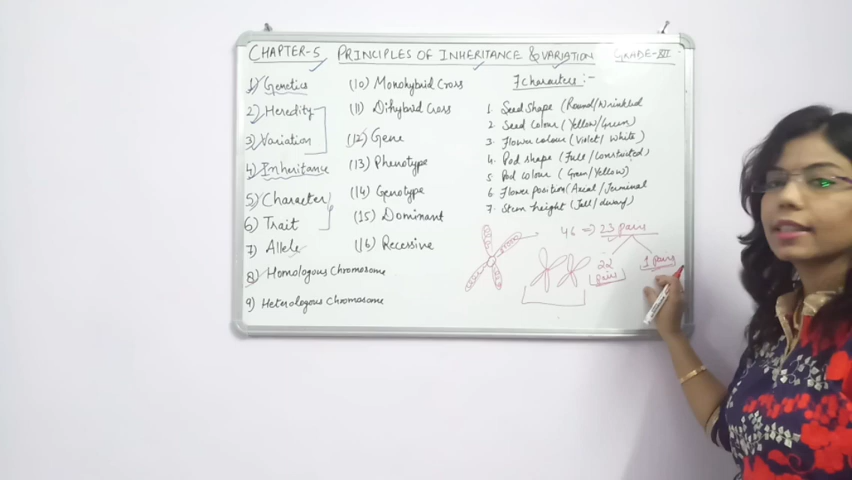 CHAPTER-5 PRINCIPLES OF INHERITANCE & VARIATION GRADE-XII
1) Genetics
2) Heredity
3) Variation
4) Inheritance
5) Character
6) Trait
7) Allele
8) Homologous Chromosome
9) Heterologous Chromosome
(10) Monohybrid Cross
(11) Dihybrid Cross
(12) Gene
(13) Phenotype
(14) Genotype
(15) Dominant
(16) Recessive
7 Characters :-
1. Seed Shape (Round/Wrinkled
2. Seed colour (Yellow/Green)
3. Flower colour (Violet/White)
4. Pod shape (Full/Constructed)
5. Pod colour (Green/Yellow)
6. Flower position (Axial/Terminal
7. Stem height (Tall/dwarf)
46 ⇒ 23 pairs
22 pairs
1 pairs